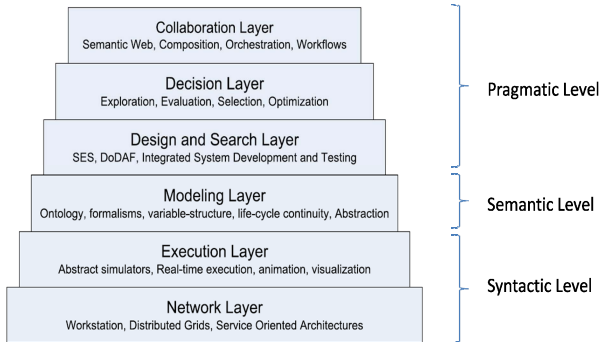 Collaboration Layer
Semantic Web, Composition, Orchestration, Workflows
Decision Layer
Exploration, Evaluation, Selection, Optimization
Pragmatic Level
Design and Search Layer
SES, DoDAF, Integrated System Development and Testing
Modeling Layer
Ontology, formalisms, variable-structure, life-cycle continuity, Abstraction
Semantic Level
Execution Layer
Abstract simulators, Real-time execution, animation, visualization
Syntactic Level
Network Layer
Workstation, Distributed Grids, Service Oriented Architectures